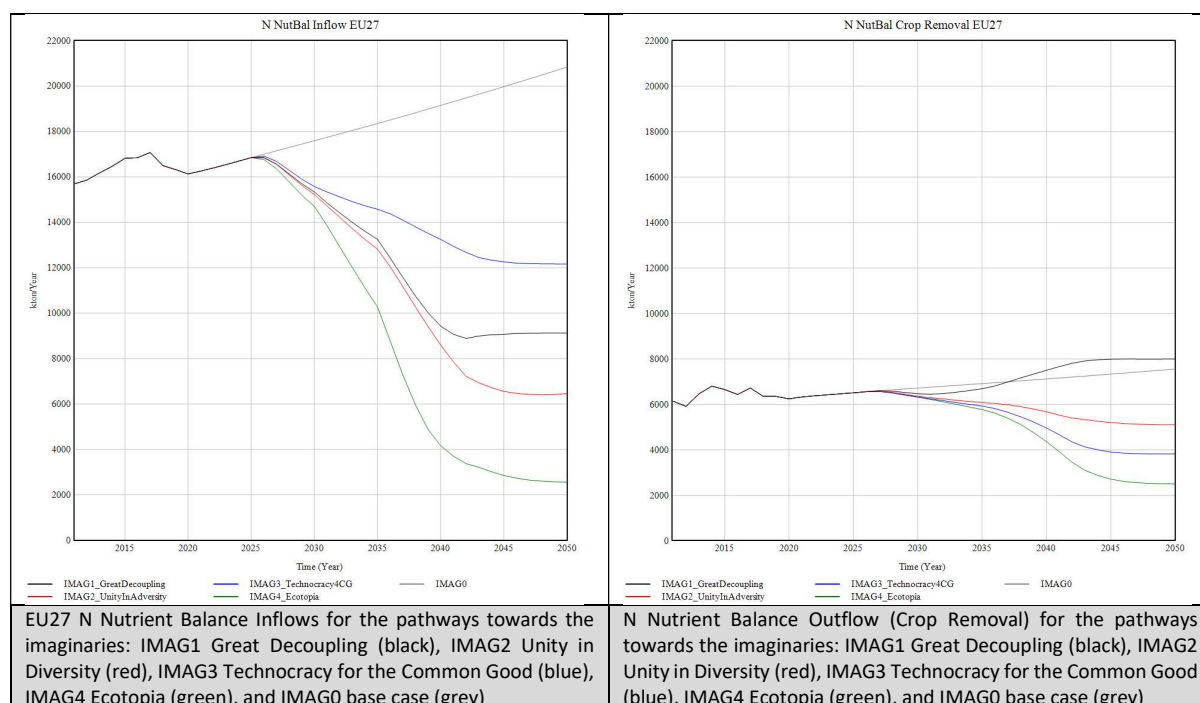 N NutBal Inflow EU27
22000
20000
18000
16000
14000
12000
10000
8000
6000
4000
2000
0
kton/Year
2015 2020 2025 2030 2035 2040 2045 2050
Time (Year)
IMAG1_GreatDecoupling IMAG3_Technocracy4CG IMAG0
IMAG2_UnityInAdversity IMAG4_Ecotopia
EU27 N Nutrient Balance Inflows for the pathways towards the
imaginaries: IMAG1 Great Decoupling (black), IMAG2 Unity in
Diversity (red), IMAG3 Technocracy for the Common Good (blue),
IMAG4 Ecotopia (green), and IMAG0 base case (grey)
N NutBal Crop Removal EU27
22000
20000
18000
16000
14000
12000
10000
8000
6000
4000
2000
0
kton/Year
2015 2020 2025 2030 2035 2040 2045 2050
Time (Year)
IMAG1_GreatDecoupling IMAG3_Technocracy4CG IMAG0
IMAG2_UnityInAdversity IMAG4_Ecotopia
N Nutrient Balance Outflow (Crop Removal) for the pathways
towards the imaginaries: IMAG1 Great Decoupling (black), IMAG2
Unity in Diversity (red), IMAG3 Technocracy for the Common Good
(blue), IMAG4 Ecotopia (green), and IMAG0 base case (grey)